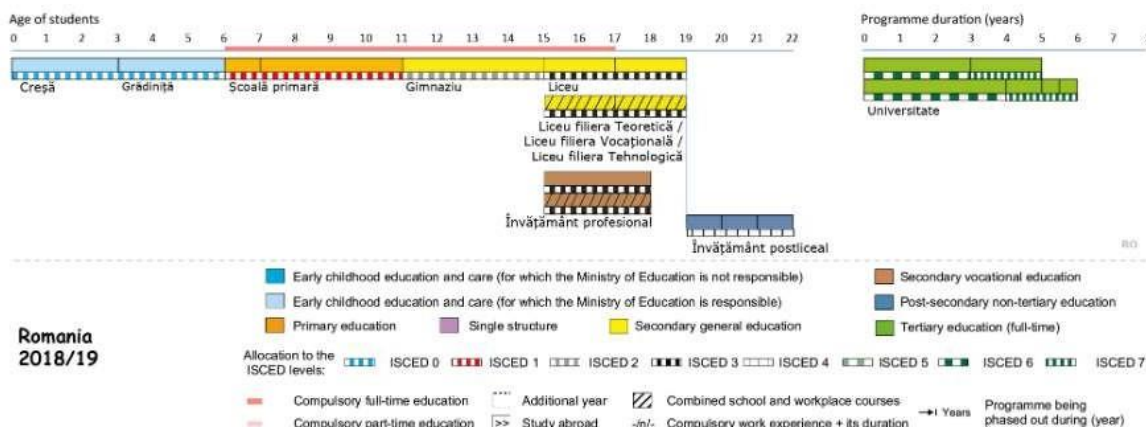 Age of students
Programme duration (years)
0 1 2 3 4 5 6 7 8 9 10 11 12 13 14 15 16 17 18 19 20 21 22
0 1 2 3 4 5 6 7
Creșă
Grădiniță
Școală primară
Gimnaziu
Liceu
Universitate
Liceu filiera Teoretică /
Liceu filiera Vocațională /
Liceu filiera Tehnologică
Învățământ profesional
Învățământ postliceal
RO
Early childhood education and care (for which the Ministry of Education is not responsible)
Secondary vocational education
Early childhood education and care (for which the Ministry of Education is responsible)
Post-secondary non-tertiary education
Primary education
Single structure
Secondary general education
Tertiary education (full-time)
Romania
2018/19
Allocation to the
ISCED levels:
ISCED 0
ISCED 1
ISCED 2
ISCED 3
ISCED 4
ISCED 5
ISCED 6
ISCED 7
Compulsory full-time education
Additional year
Combined school and workplace courses
Years
Programme being
phased out during (year)
Compulsory part-time education
>> Study abroad
-/n/- Compulsory work experience + its duration